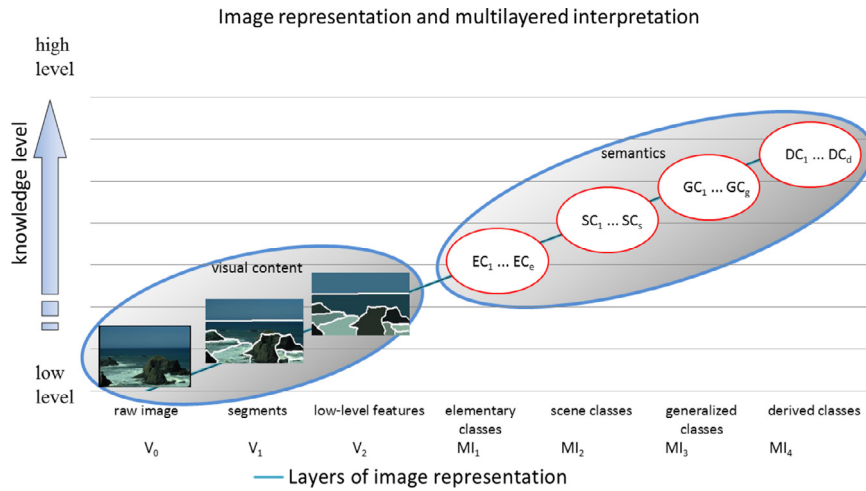 Image representation and multilayered interpretation
high
level
knowledge level
low
level
visual content
semantics
EC₁ ... ECₑ
SC₁ ... SCₛ
GC₁ ... GC_g
DC₁ ... DC_d
raw image
segments
low-level features
elementary
classes
scene classes
generalized
classes
derived classes
V₀
V₁
V₂
MI₁
MI₂
MI₃
MI₄
Layers of image representation